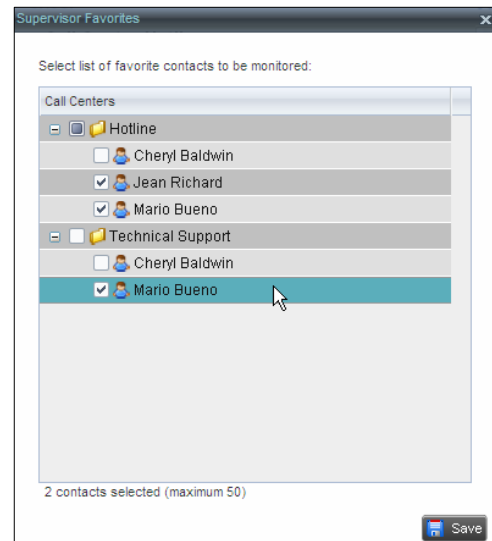 Supervisor Favorites x
Select list of favorite contacts to be monitored:
Call Centers
Hotline
Cheryl Baldwin
Jean Richard
Mario Bueno
Technical Support
Cheryl Baldwin
Mario Bueno
2 contacts selected (maximum 50)
Save